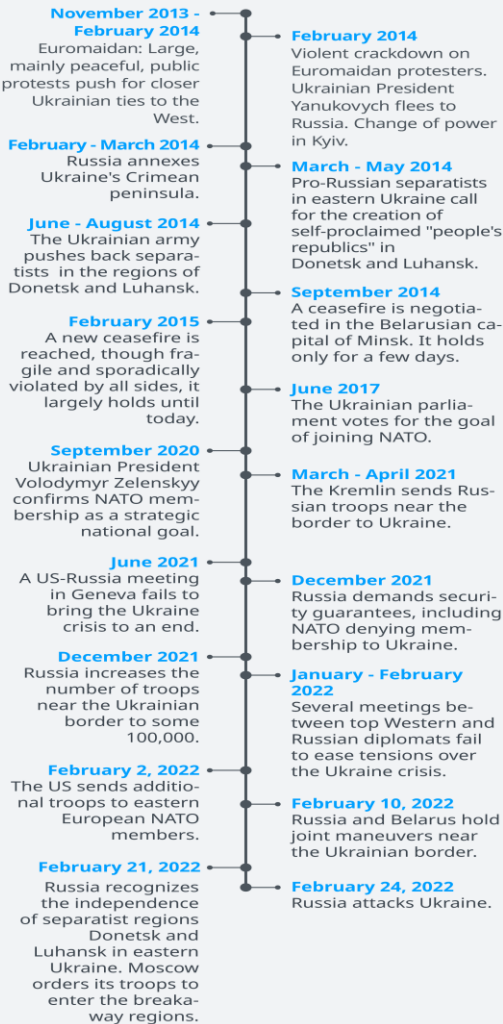 November 2013 -
February 2014
Euromaidan: Large,
mainly peaceful, public
protests push for closer
Ukrainian ties to the
West.
February 2014
Violent crackdown on
Euromaidan protesters.
Ukrainian President
Yanukovych flees to
Russia. Change of power
in Kyiv.
February - March 2014
Russia annexes
Ukraine's Crimean
peninsula.
March - May 2014
Pro-Russian separatists
in eastern Ukraine call
for the creation of
self-proclaimed "people's
republics" in
Donetsk and Luhansk.
June - August 2014
The Ukrainian army
pushes back separa-
tists in the regions of
Donetsk and Luhansk.
September 2014
A ceasefire is negotia-
ted in the Belarusian ca-
pital of Minsk. It holds
only for a few days.
February 2015
A new ceasefire is
reached, though fra-
gile and sporadically
violated by all sides, it
largely holds until
today.
June 2017
The Ukrainian parlia-
ment votes for the goal
of joining NATO.
September 2020
Ukrainian President
Volodymyr Zelenskyy
confirms NATO mem-
bership as a strategic
national goal.
March - April 2021
The Kremlin sends Rus-
sian troops near the
border to Ukraine.
June 2021
A US-Russia meeting
in Geneva fails to
bring the Ukraine
crisis to an end.
December 2021
Russia demands securi-
ty guarantees, including
NATO denying mem-
bership to Ukraine.
December 2021
Russia increases the
number of troops
near the Ukrainian
border to some
100,000.
January - February
2022
Several meetings be-
tween top Western and
Russian diplomats fail
to ease tensions over
the Ukraine crisis.
February 2, 2022
The US sends additio-
nal troops to eastern
European NATO
members.
February 10, 2022
Russia and Belarus hold
joint maneuvers near
the Ukrainian border.
February 21, 2022
Russia recognizes
the independence
of separatist regions
Donetsk and
Luhansk in eastern
Ukraine. Moscow
orders its troops to
enter the breaka-
way regions.
February 24, 2022
Russia attacks Ukraine.